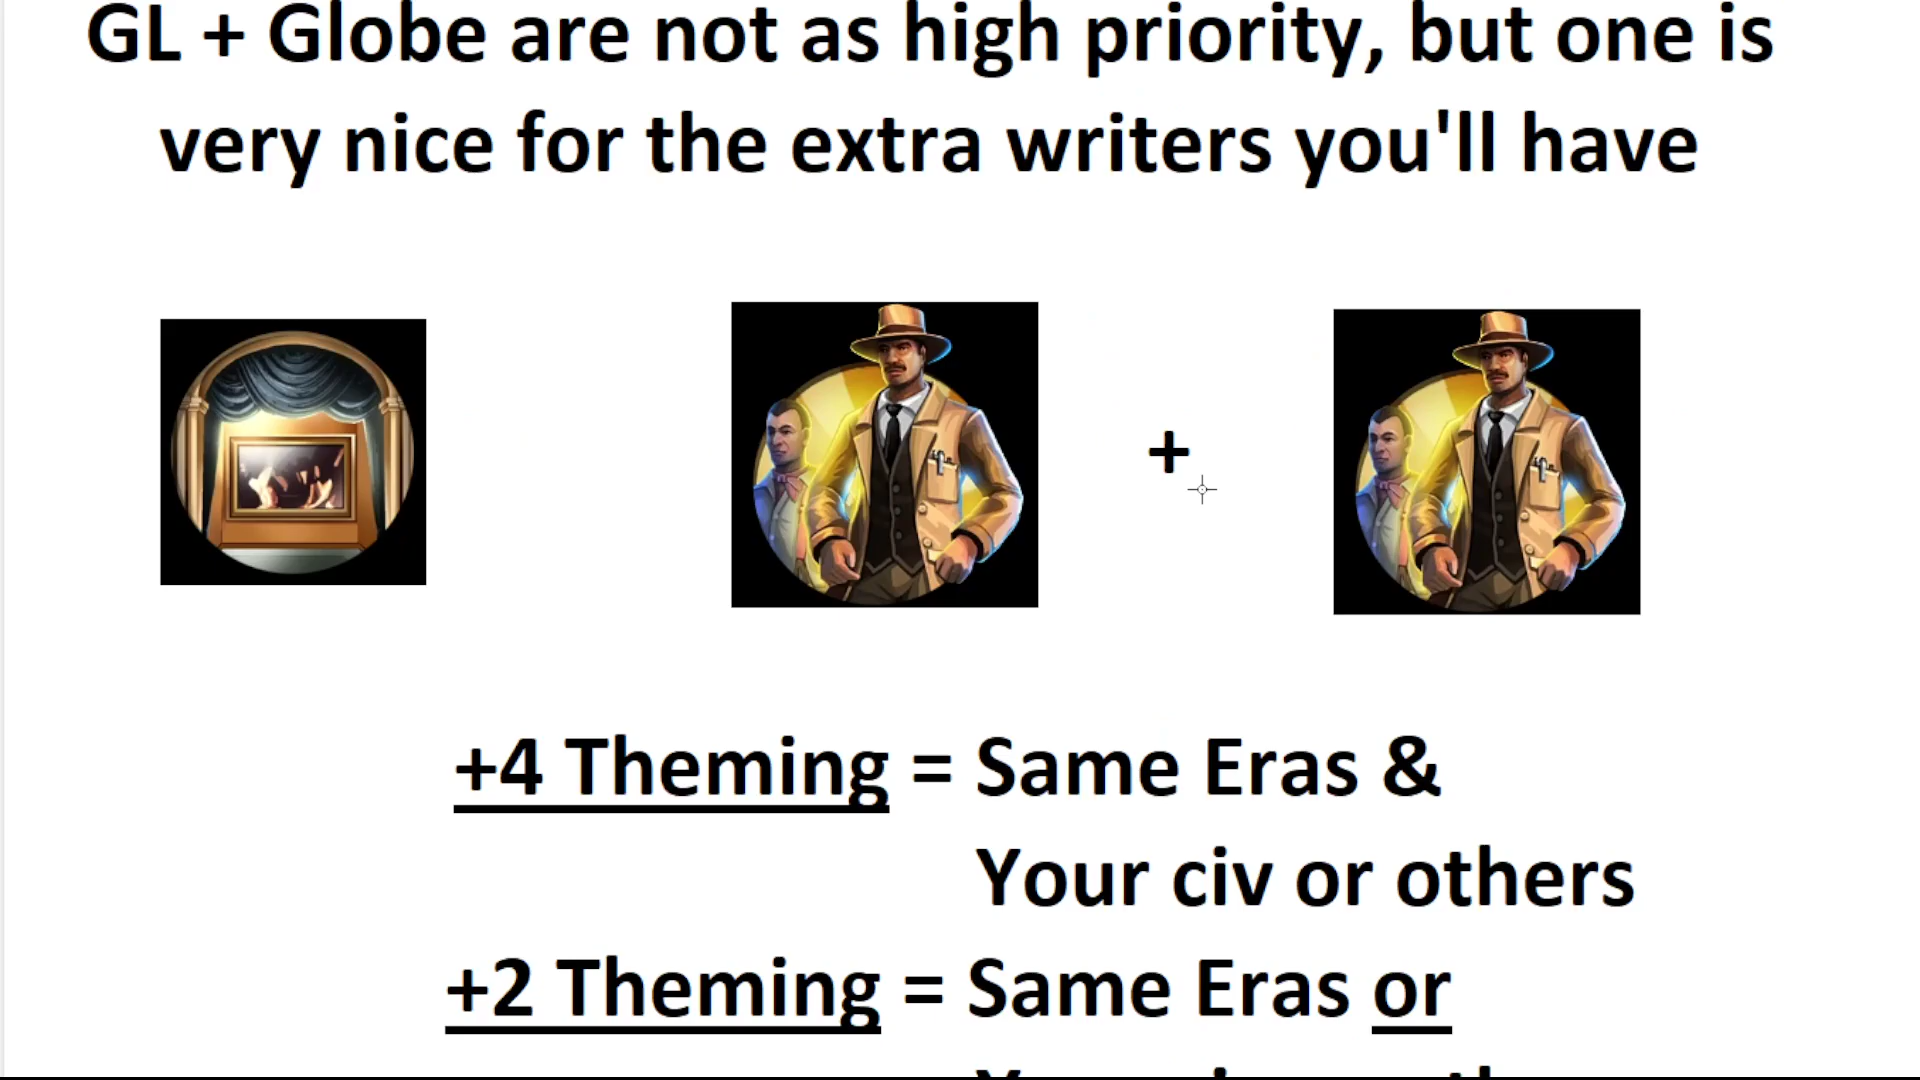 GL + Globe are not as high priority, but one is
very nice for the extra writers you'll have
+
+4 Theming = Same Eras &
Your civ or others
+2 Theming = Same Eras or